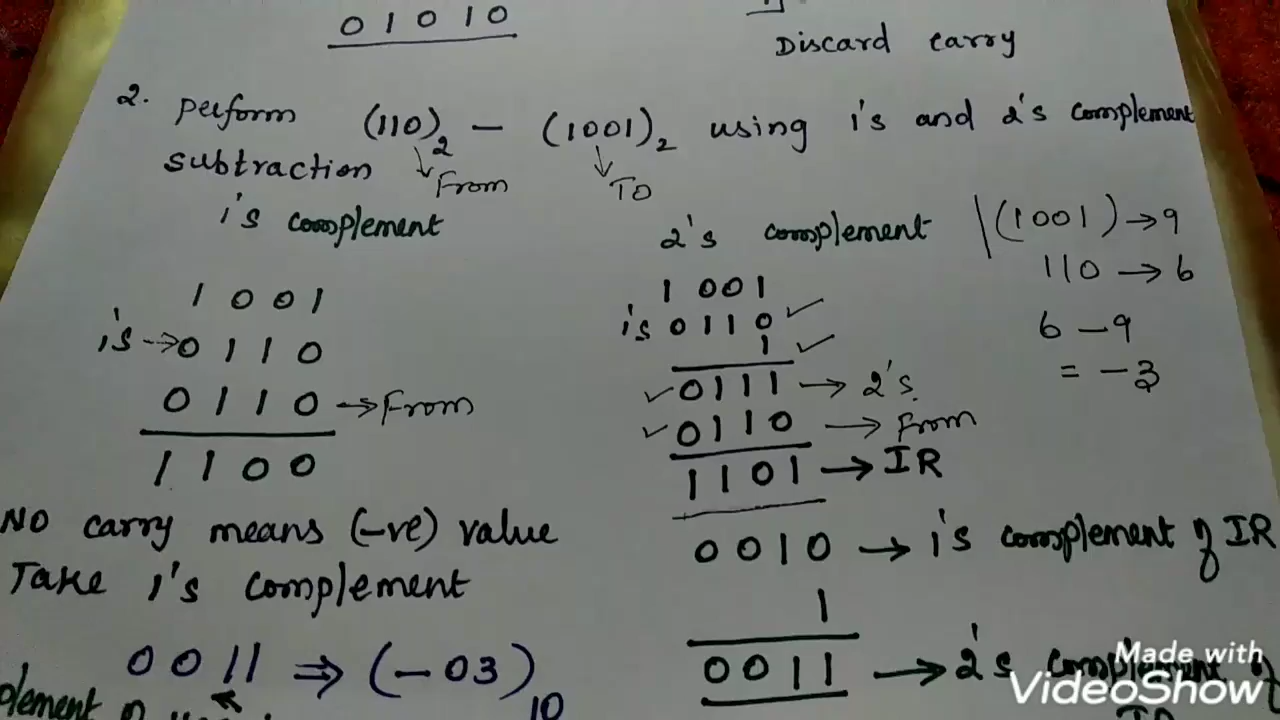 01010
Discard carry
2. Perform (110)2 - (1001)2 using 1's and 2's complement
subtraction
From
TO
1's complement
1001
1's → 0110
0110 → From
1100
No carry means (-ve) value
Take 1's complement
0011 ⇒ (-03)10
2's complement
1001
1's 0110 ✓
1 ✓
✓ 0111 → 2's.
✓ 0110 → From
1101 → IR
0010 → 1's complement of IR
1
0011 → 2's complement of
(1001) → 9
110 → 6
6 - 9
= -3
Made with
VideoShow